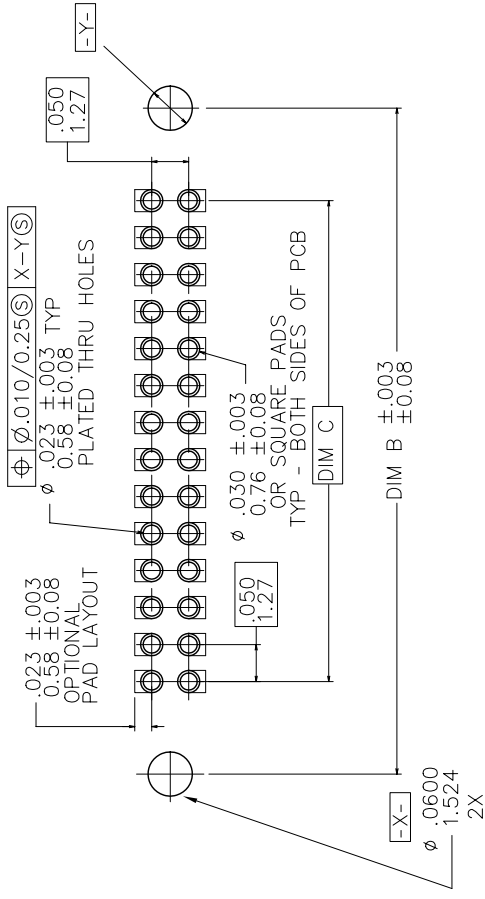 ⌖ Ø.010/0.25Ⓢ X-YⓈ
.023 ±.003
0.58 ±0.08
OPTIONAL
PAD LAYOUT
ø .023 ±.003 TYP
0.58 ±0.08
PLATED THRU HOLES
.050
1.27
-Y-
.050
1.27
ø .030 ±.003
0.76 ±0.08
OR SQUARE PADS
TYP - BOTH SIDES OF PCB
DIM C
DIM B ±.003
±0.08
-X-
ø .0600
1.524
2X